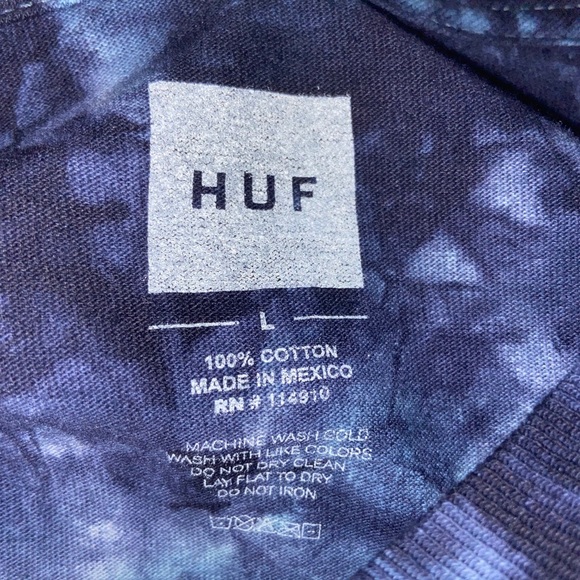 HUF
L
100% COTTON
MADE IN MEXICO
RN # 114910
MACHINE WASH COLD
WASH WITH LIKE COLORS
DO NOT DRY CLEAN
LAY FLAT TO DRY
DO NOT IRON